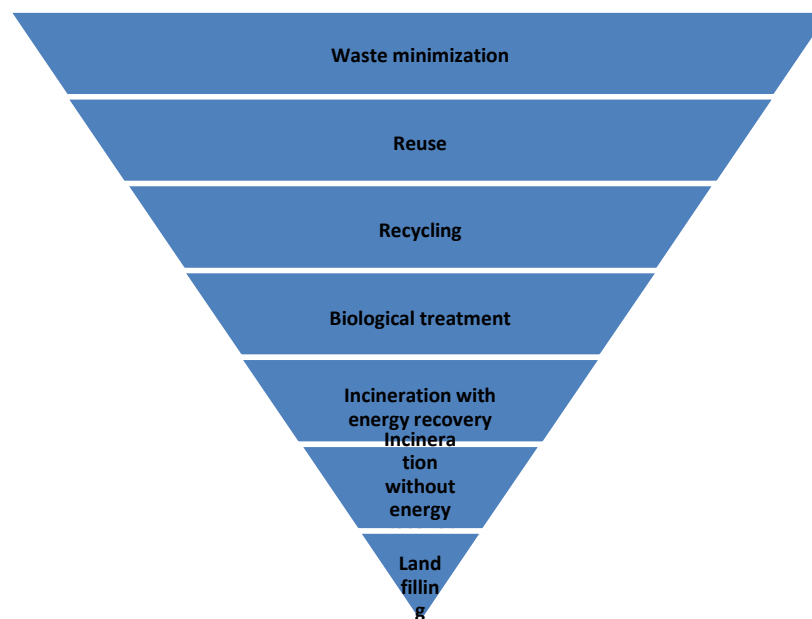 Waste minimization
Reuse
Recycling
Biological treatment
Incineration with
energy recovery
Incinera
tion
without
energy
Land
fillin
g